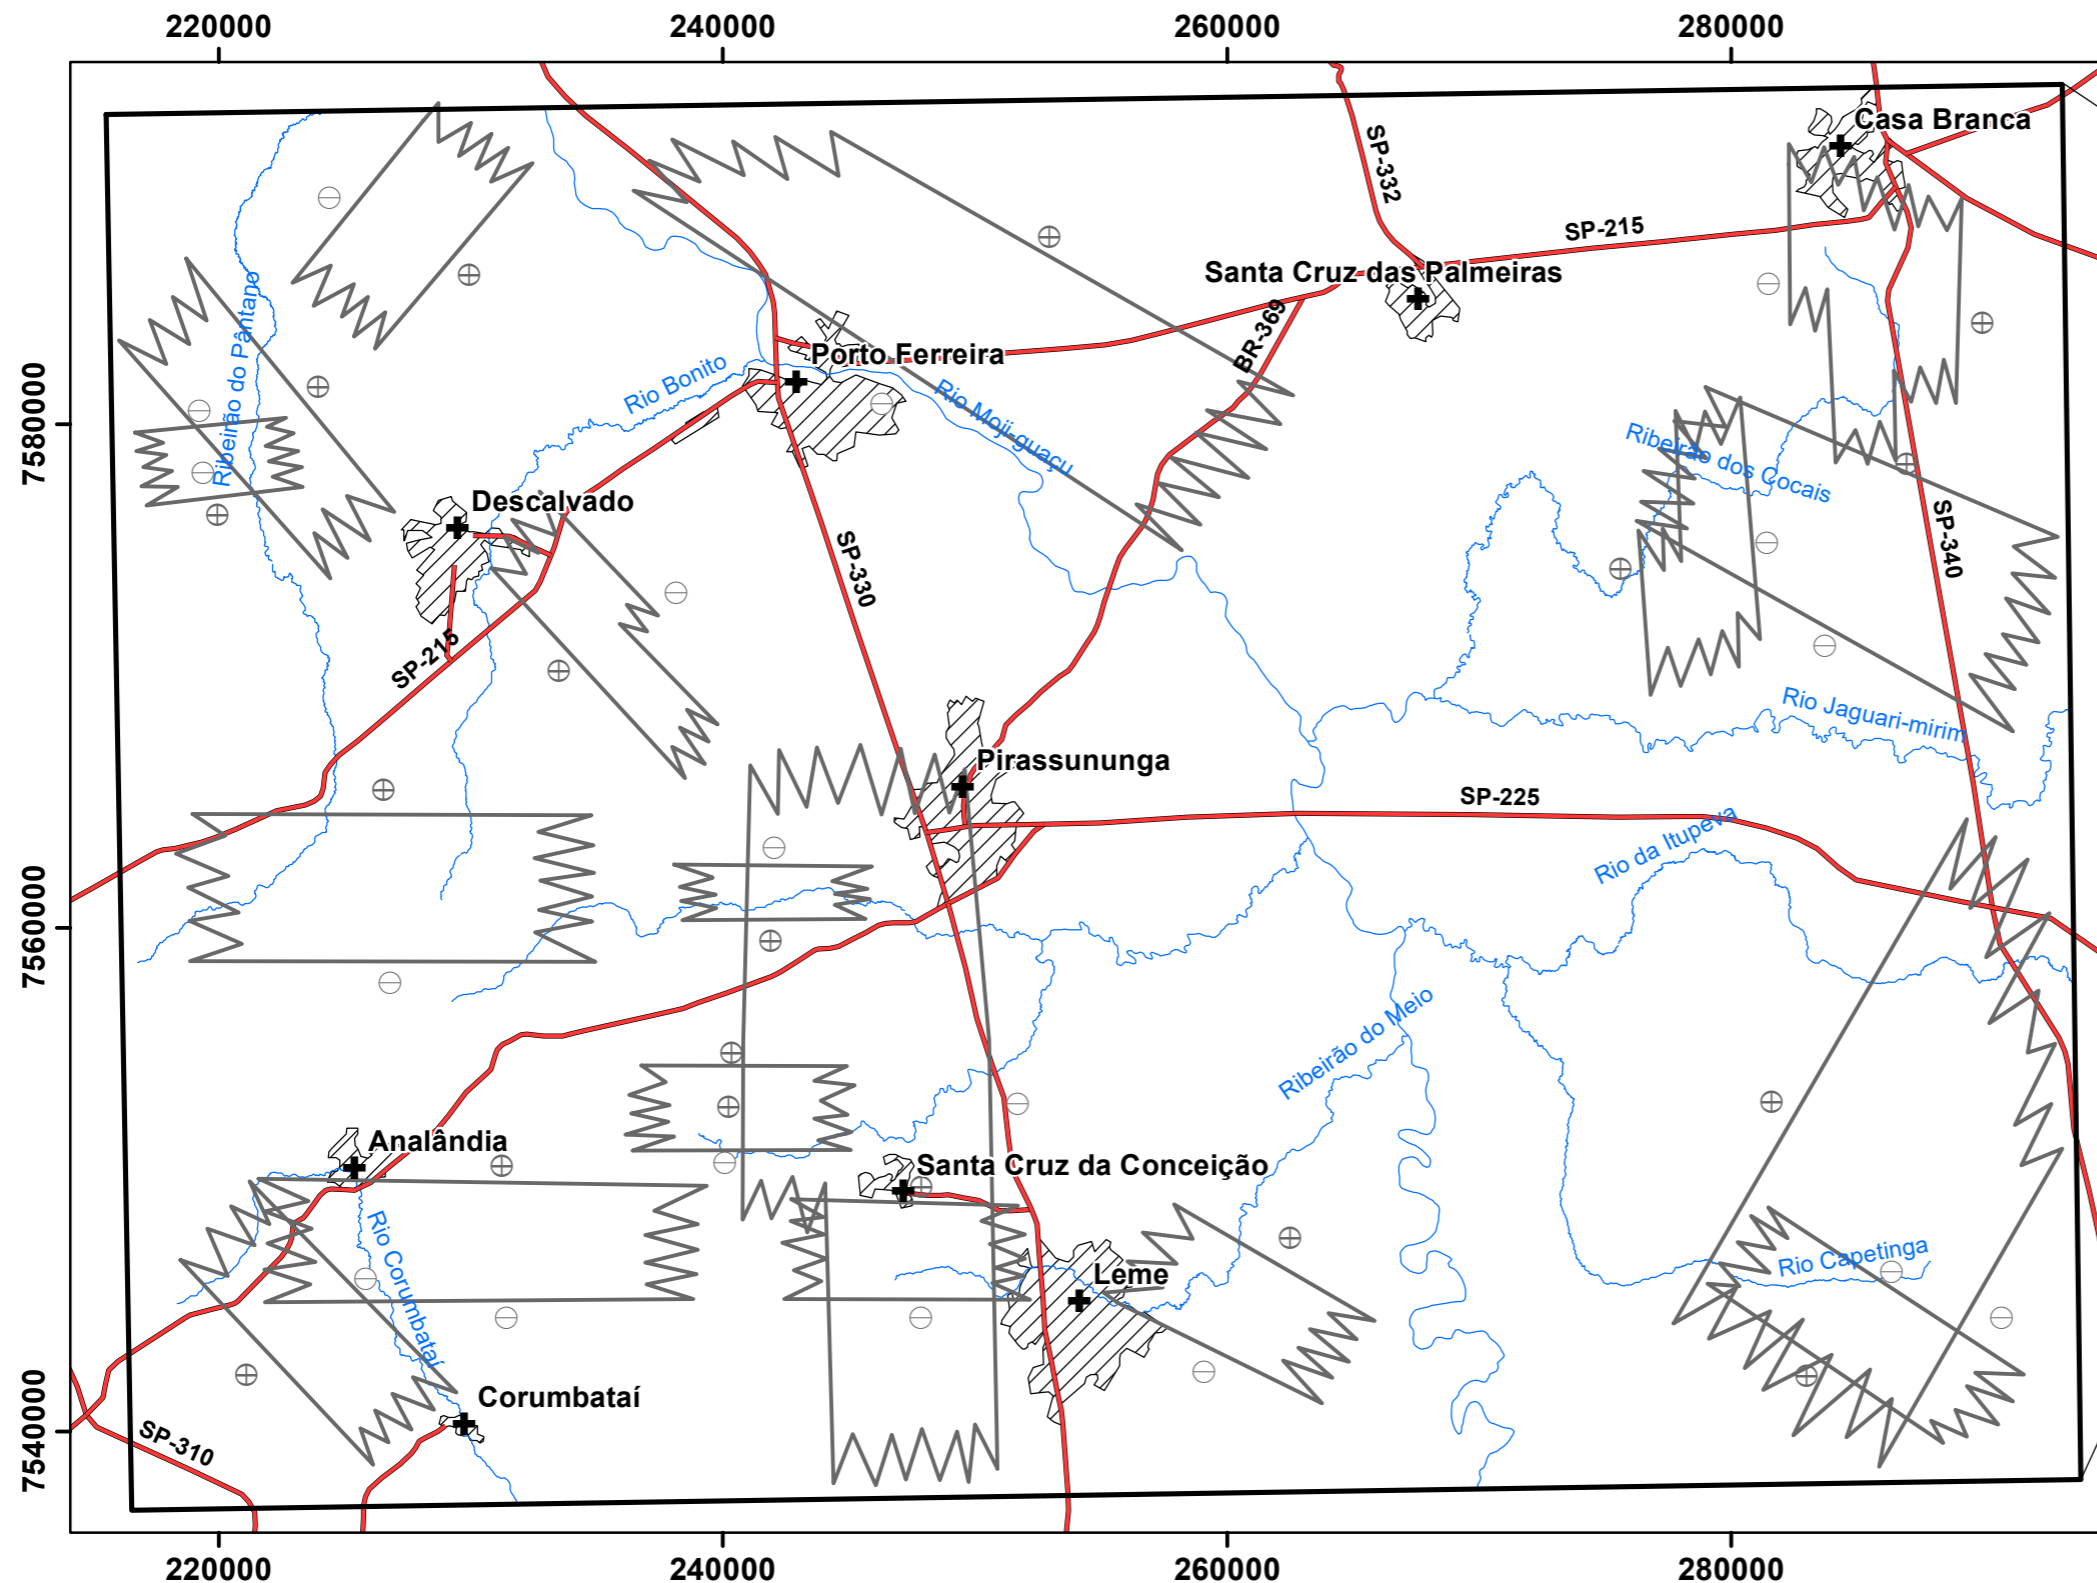 220000
240000
260000
280000
Casa Branca
SP-332
SP-215
Santa Cruz das Palmeiras
Ribeirão do Pântano
BR-369
Porto Ferreira
Rio Bonito
Rio Moji-guaçu
7580000
Ribeirão dos Cocais
Descalvado
SP-330
SP-340
SP-215
Rio Jaguari-mirim
Pirassununga
SP-225
Rio da Itupeva
7560000
Ribeirão do Meio
Analândia
Santa Cruz da Conceição
Rio Corumbataí
Rio Capetinga
Leme
Corumbataí
7540000
SP-310
220000
240000
260000
280000